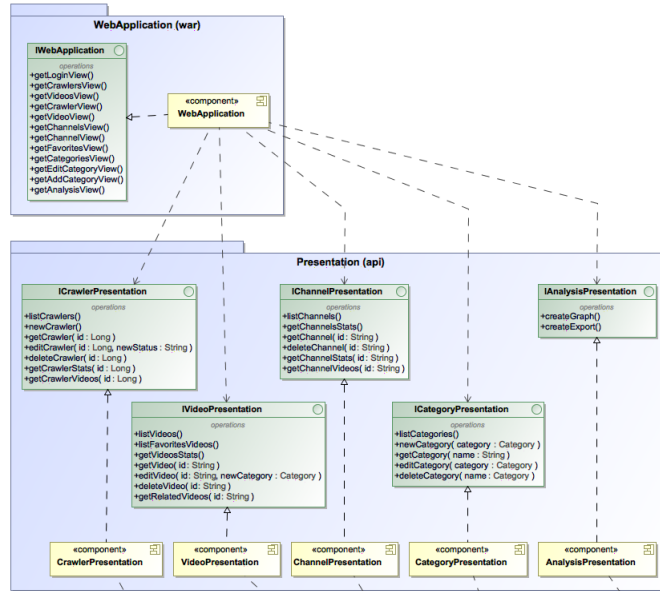 WebApplication (war)
IWebApplication
operations
+getLoginView()
+getCrawlersView()
+getVideosView()
+getCrawlerView()
+getVideoView()
+getChannelsView()
+getChannelView()
+getFavoritesView()
+getCategoriesView()
+getEditCategoryView()
+getAddCategoryView()
+getAnalysisView()
«component»
WebApplication
Presentation (api)
ICrawlerPresentation
operations
+listCrawlers()
+newCrawler()
+getCrawler( id : Long )
+editCrawler( id : Long, newStatus : String )
+deleteCrawler( id : Long )
+getCrawlerStats( id : Long )
+getCrawlerVideos( id : Long )
IChannelPresentation
operations
+listChannels()
+getChannelsStats()
+getChannel( id : String )
+deleteChannel( id : String )
+getChannelStats( id : String )
+getChannelVideos( id : String )
IAnalysisPresentation
operations
+createGraph()
+createExport()
IVideoPresentation
operations
+listVideos()
+listFavoritesVideos()
+getVideosStats()
+getVideo( id : String )
+editVideo( id : String, newCategory : Category )
+deleteVideo( id : String )
+getRelatedVideos( id : String )
ICategoryPresentation
operations
+listCategories()
+newCategory( category : Category )
+getCategory( name : String )
+editCategory( category : Category )
+deleteCategory( name : Category )
«component»
CrawlerPresentation
«component»
VideoPresentation
«component»
ChannelPresentation
«component»
CategoryPresentation
«component»
AnalysisPresentation